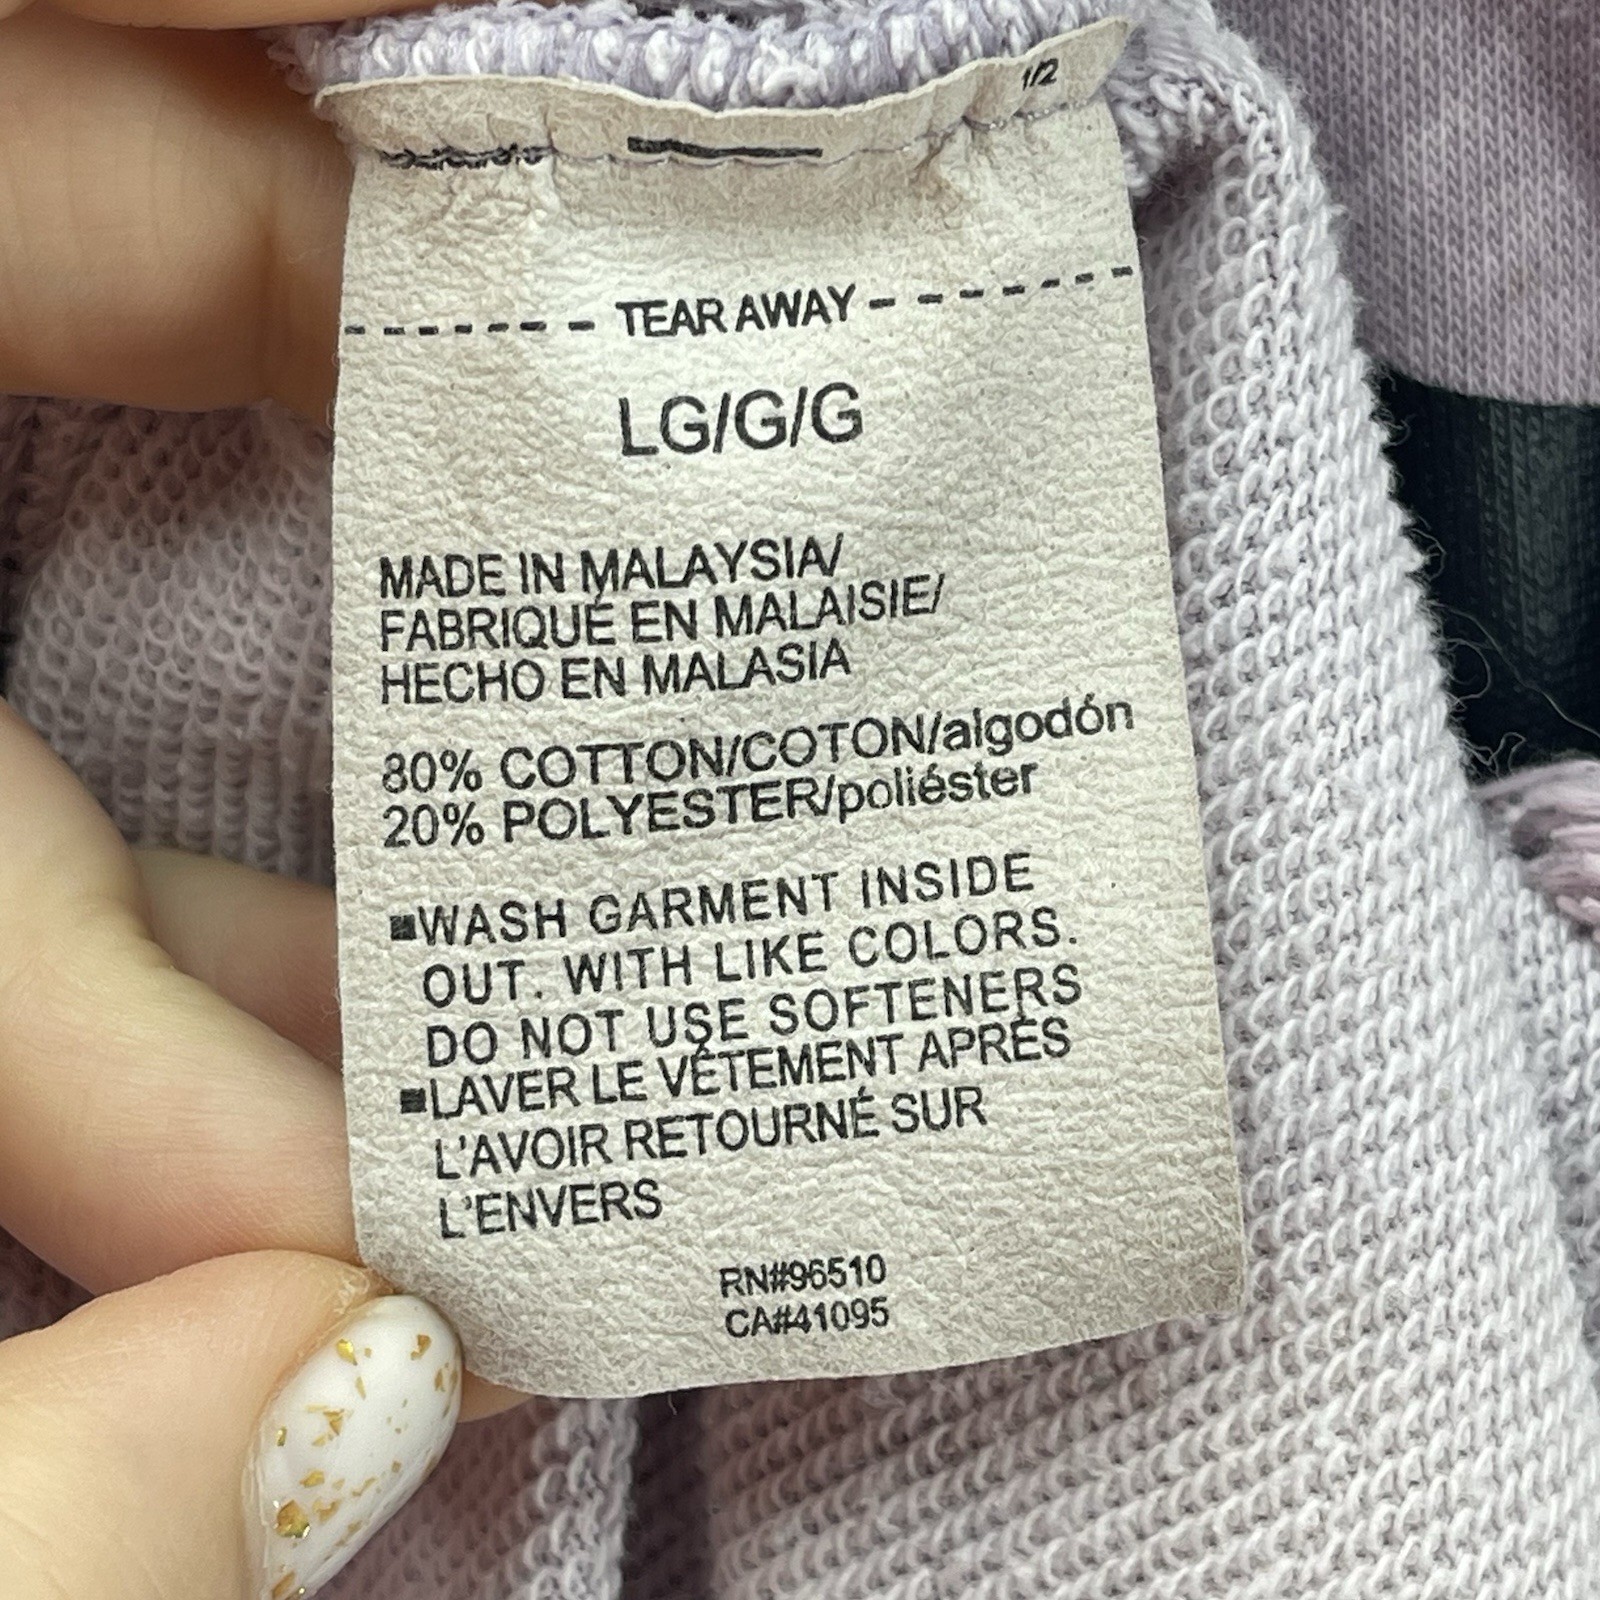 1/2
TEAR AWAY
LG/G/G
MADE IN MALAYSIA/
FABRIQUÉ EN MALAISIE/
HECHO EN MALASIA
80% COTTON/COTON/algodón
20% POLYESTER/poliéster
WASH GARMENT INSIDE
OUT. WITH LIKE COLORS.
DO NOT USE SOFTENERS
LAVER LE VÊTEMENT APRÈS
L'AVOIR RETOURNÉ SUR
L'ENVERS
RN#96510
CA#41095